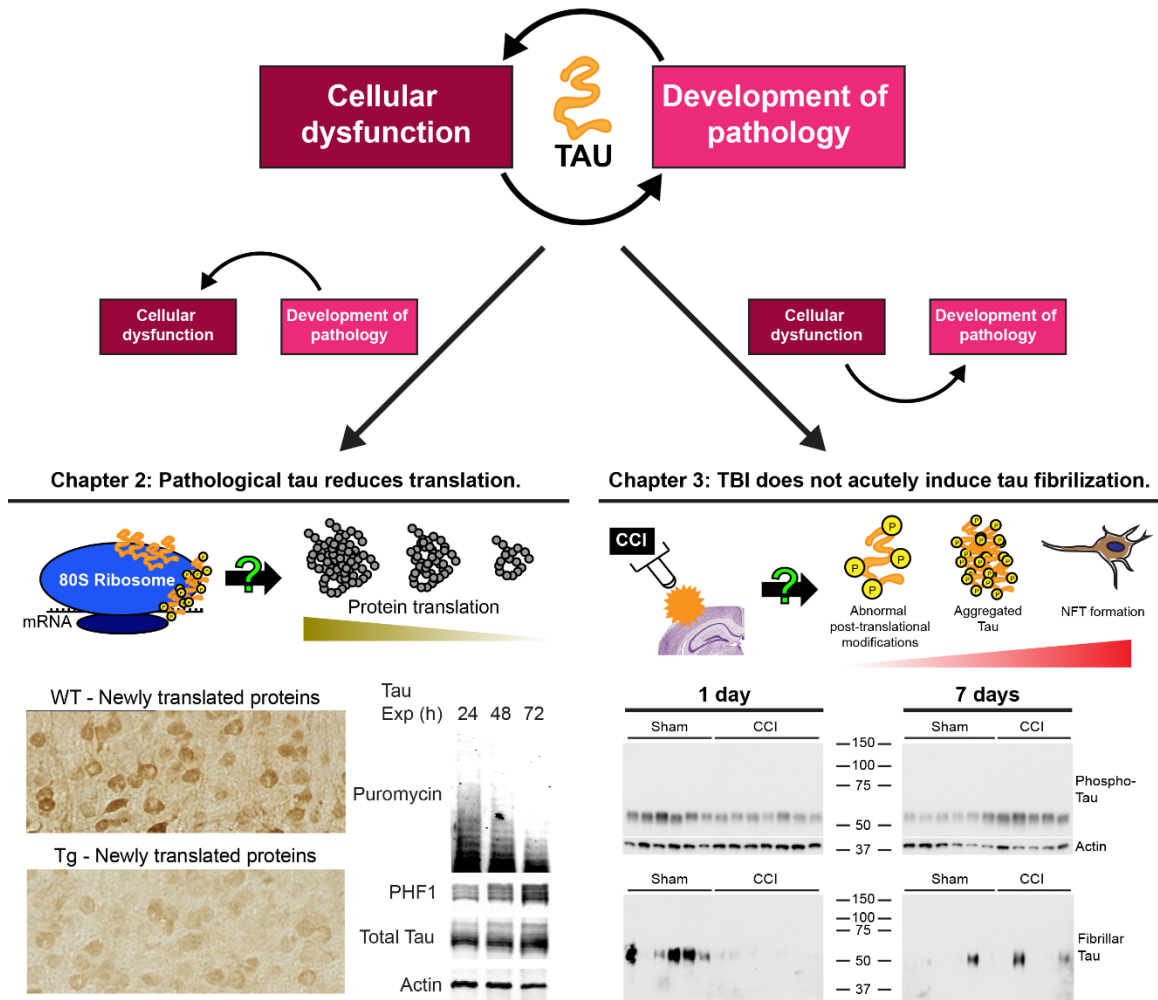 Cellular
dysfunction
TAU
Development of
pathology
Cellular
dysfunction
Development of
pathology
Cellular
dysfunction
Development of
pathology
Chapter 2: Pathological tau reduces translation.
80S Ribosome
mRNA
?
Protein translation
WT - Newly translated proteins
Tg - Newly translated proteins
Tau
Exp (h) 24 48 72
Puromycin
PHF1
Total Tau
Actin
Chapter 3: TBI does not acutely induce tau fibrilization.
CCI
?
P P P P
Abnormal
post-translational
modifications
Aggregated
Tau
NFT formation
1 day
7 days
Sham CCI
Sham CCI
150
100
75
50
37
Phospho-
Tau
Actin
Sham CCI
Sham CCI
150
100
75
50
37
Fibrillar
Tau